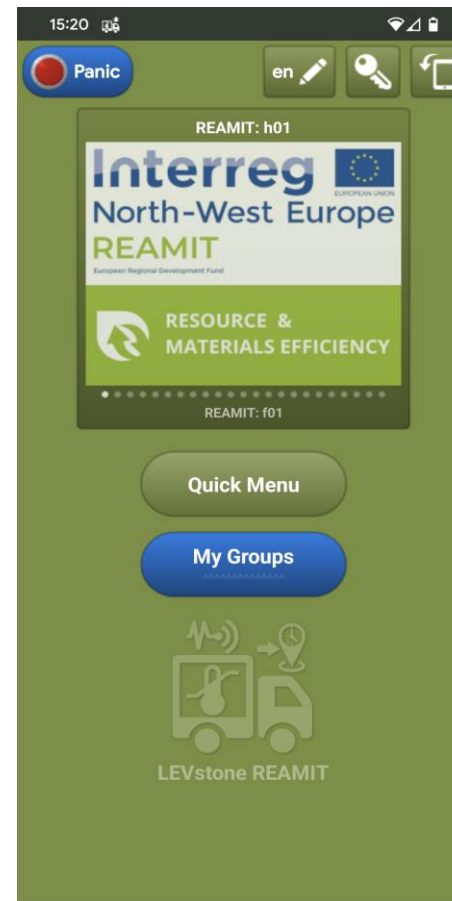 15:20
Panic
en
REAMIT: h01
Interreg
EUROPEAN UNION
North-West Europe
REAMIT
European Regional Development Fund
RESOURCE &
MATERIALS EFFICIENCY
REAMIT: f01
Quick Menu
My Groups
^^^^^^^^^^^^^^
LEVstone REAMIT